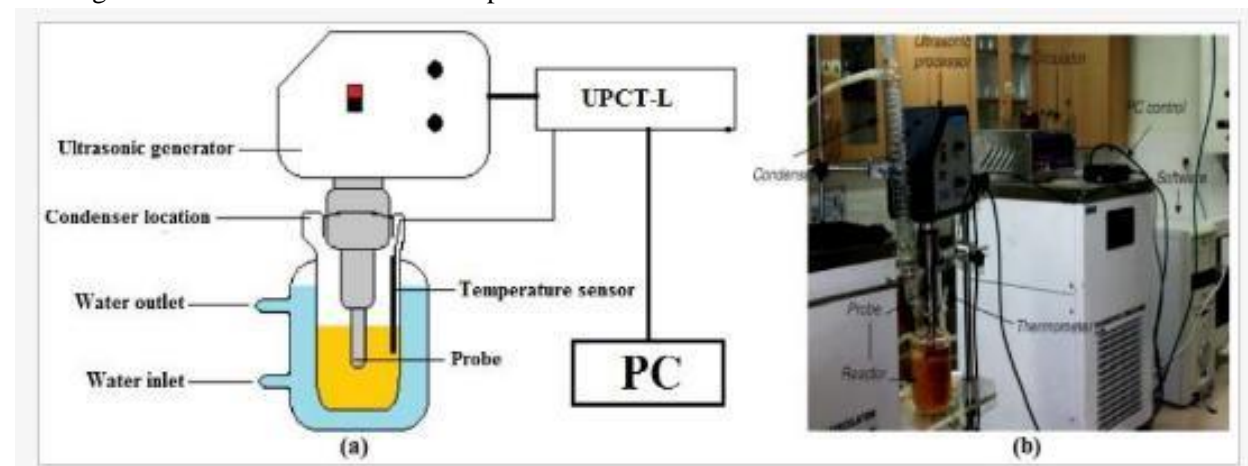 UPCT-L
Ultrasonic generator
Condenser location
Water outlet
Temperature sensor
Probe
Water inlet
PC
(a)
Ultrasonic
processor
Circulator
PC control
Condenser
Software
Probe
Thermometer
Reactor
(b)